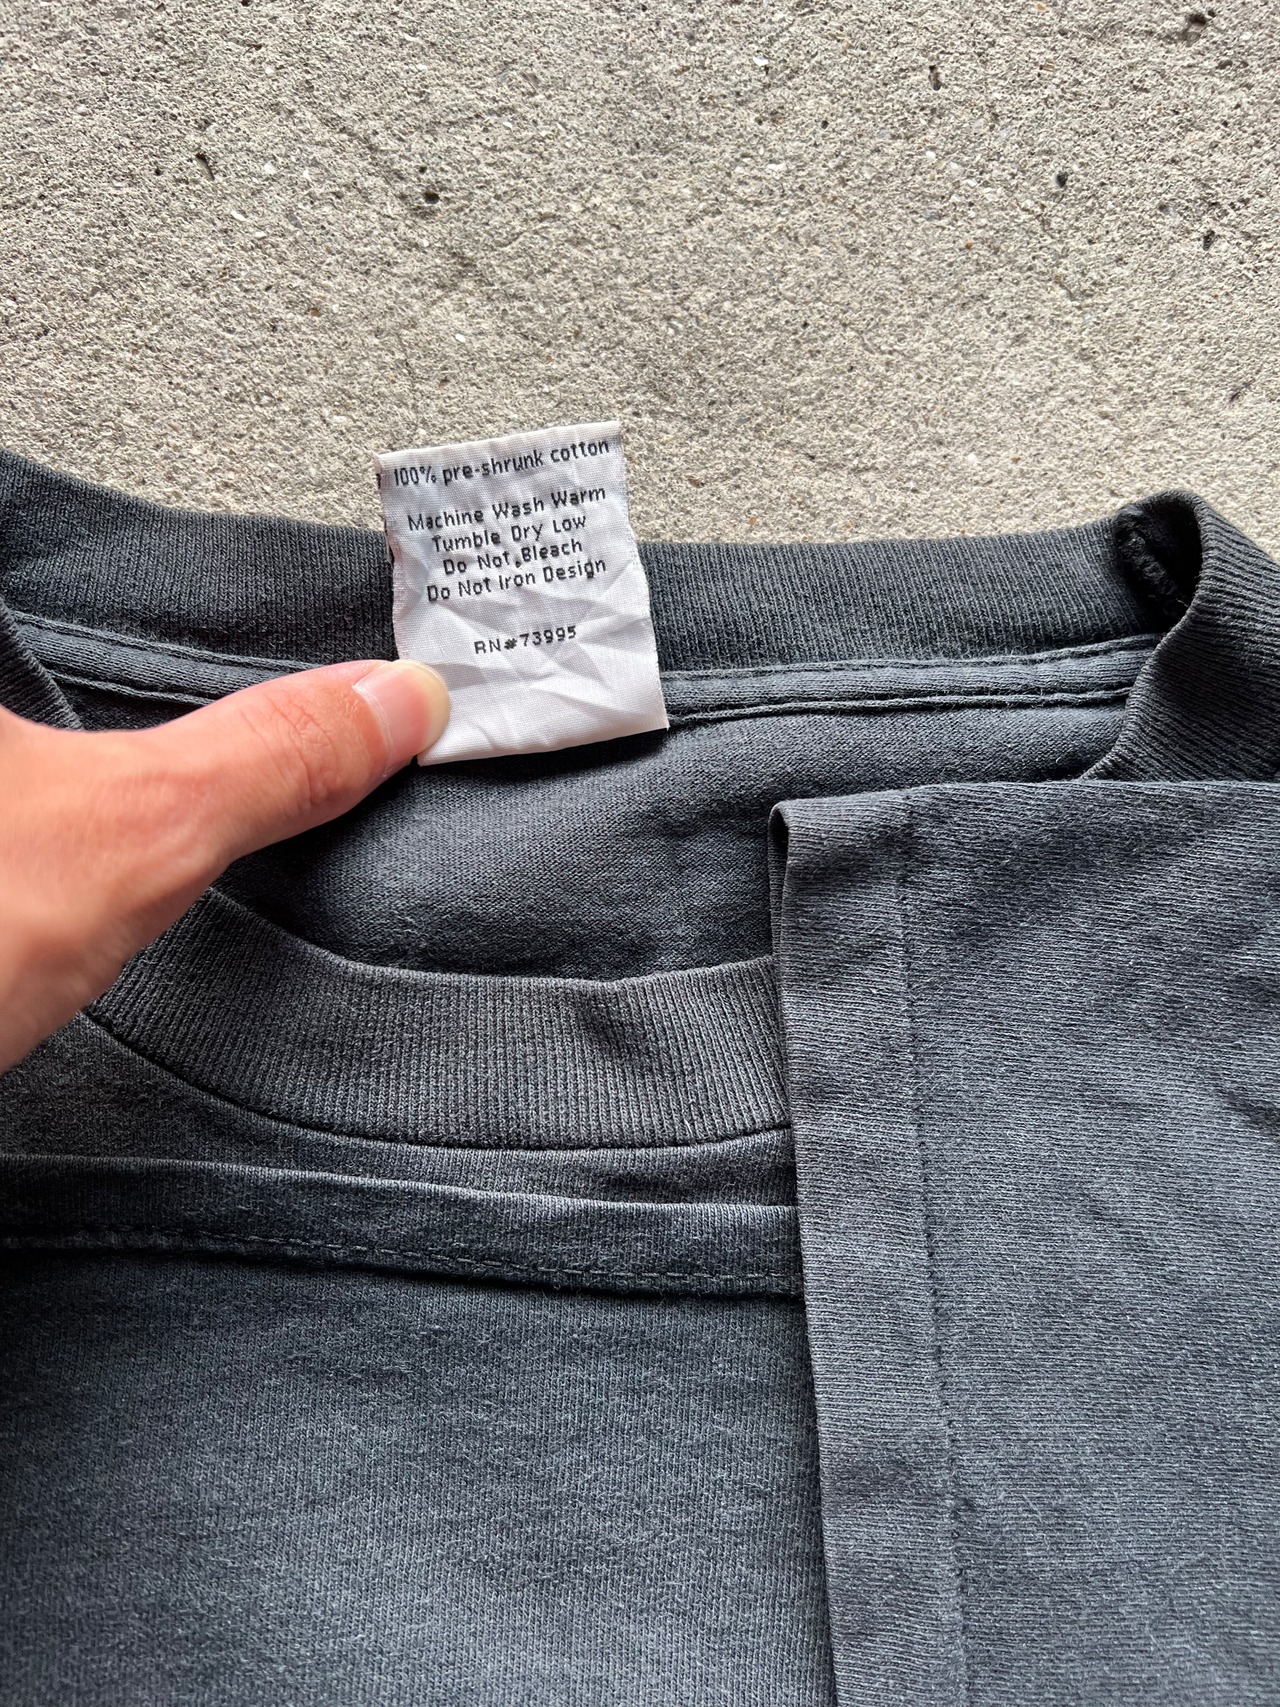 100% pre-shrunk cotton
Machine Wash Warm
Tumble Dry Low
Do Not Bleach
Do Not Iron Design
RN#73995